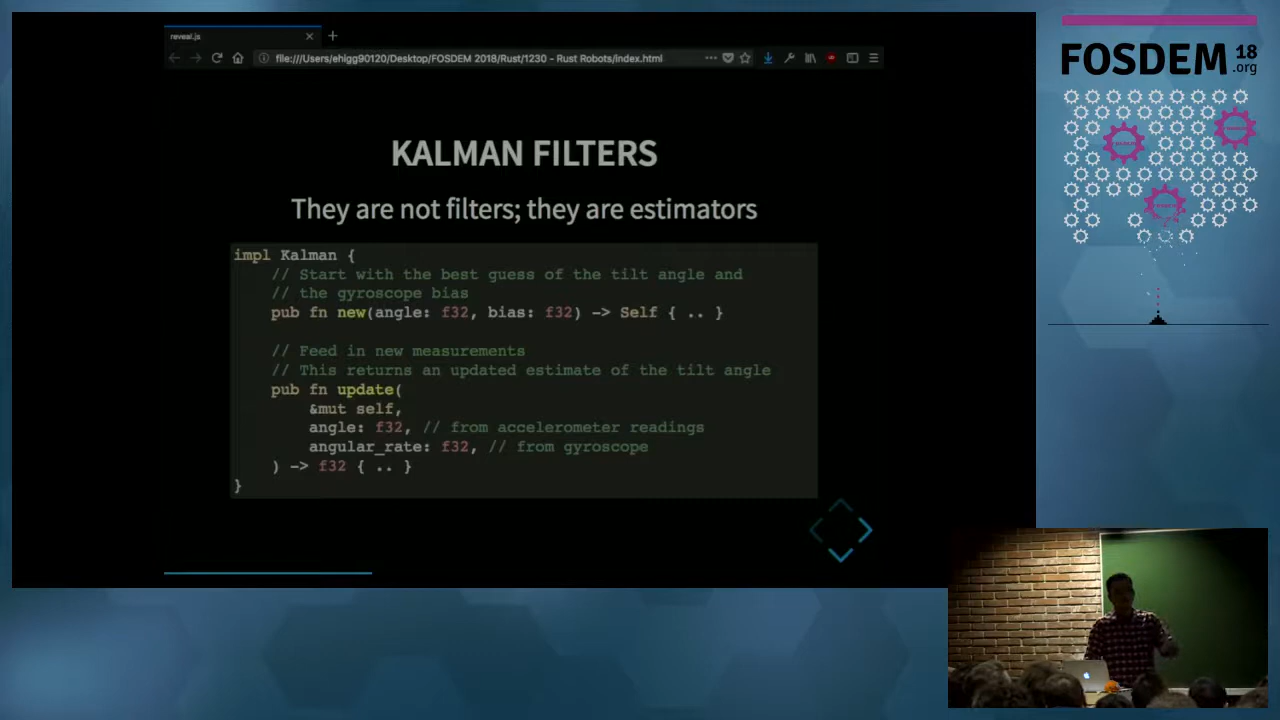 reveal.js
file:///Users/ehigg90120/Desktop/FOSDEM 2018/Rust/1230 - Rust Robots/index.html
KALMAN FILTERS
They are not filters; they are estimators
impl Kalman {
// Start with the best guess of the tilt angle and
// the gyroscope bias
pub fn new(angle: f32, bias: f32) -> Self { .. }
// Feed in new measurements
// This returns an updated estimate of the tilt angle
pub fn update(
&mut self,
angle: f32, // from accelerometer readings
angular_rate: f32, // from gyroscope
) -> f32 { .. }
}
FOSDEM 18
.org